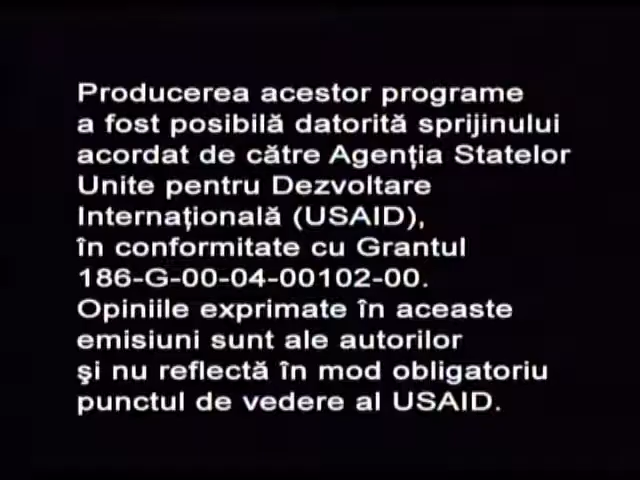 Producerea acestor programe
a fost posibilă datorită sprijinului
acordat de către Agenţia Statelor
Unite pentru Dezvoltare
Internaţională (USAID),
în conformitate cu Grantul
186-G-00-04-00102-00.
Opiniile exprimate în aceaste
emisiuni sunt ale autorilor
şi nu reflectă în mod obligatoriu
punctul de vedere al USAID.